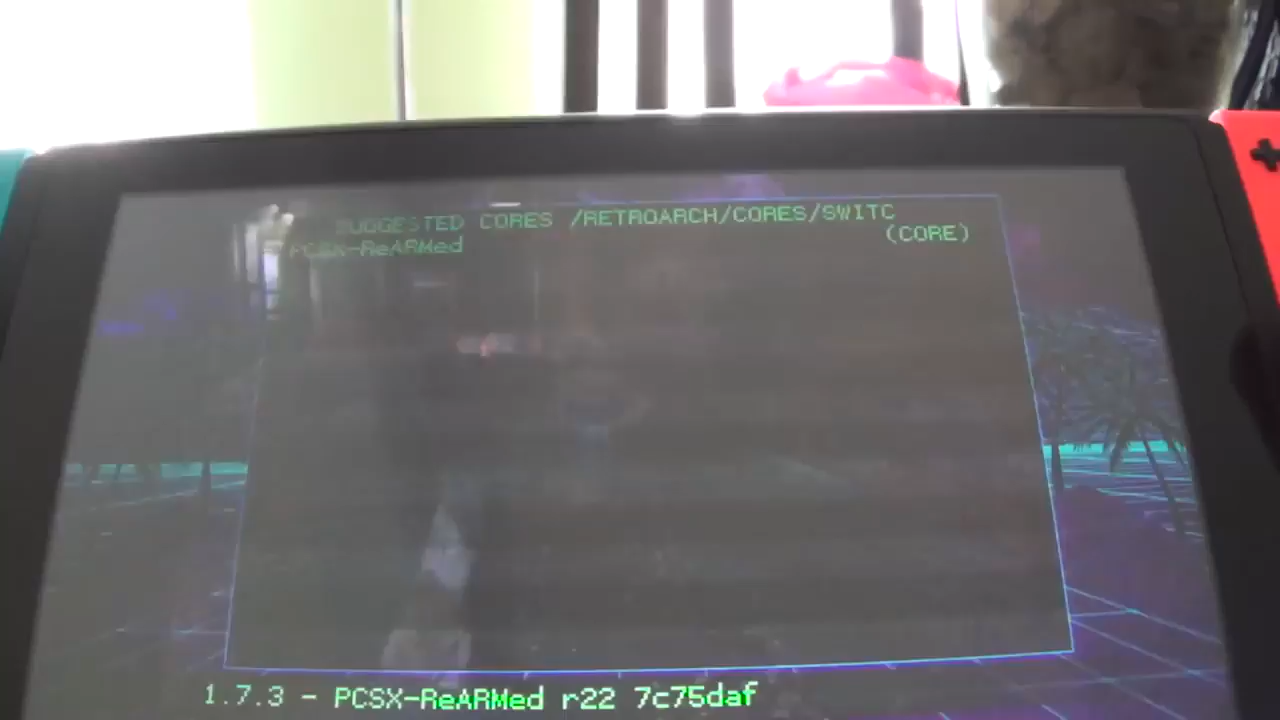 SUGGESTED CORES /RETROARCH/CORES/SWITC
PCSX-ReARMed (CORE)
1.7.3 - PCSX-ReARMed r22 7c75daf